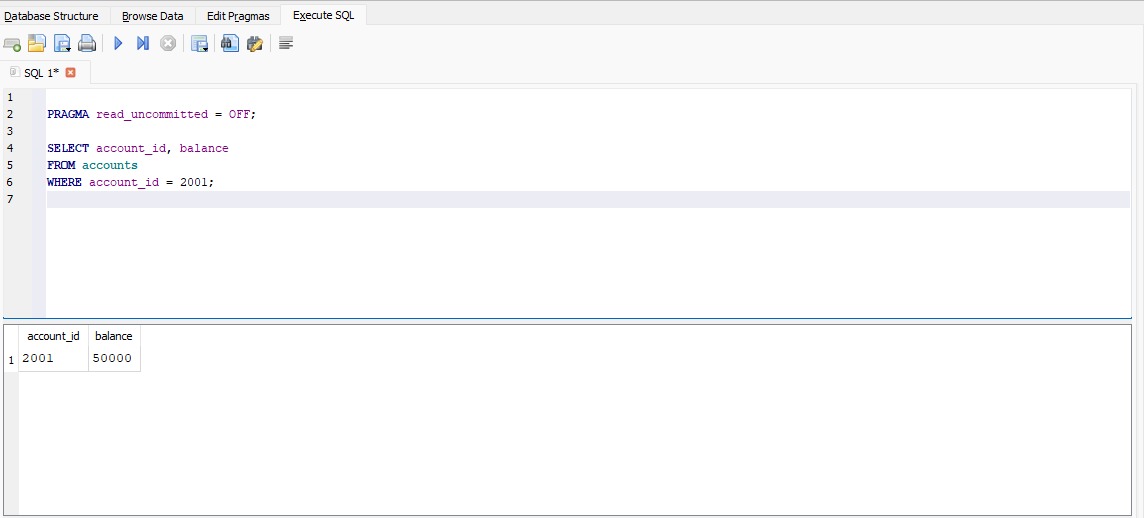 Database Structure Browse Data Edit Pragmas Execute SQL
SQL 1*
1
2 PRAGMA read_uncommitted = OFF;
3
4 SELECT account_id, balance
5 FROM accounts
6 WHERE account_id = 2001;
7
account_id balance
1 2001 50000